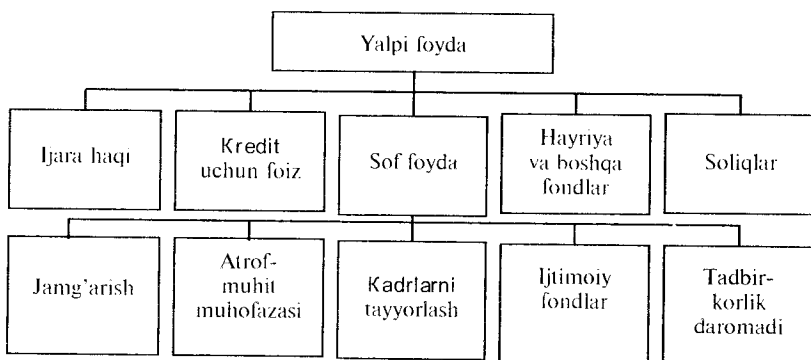 Yalpi foyda
Ijara haqi
Kredit
uchun foiz
Sof foyda
Hayriya
va boshqa
fondlar
Soliqlar
Jamg'arish
Atrof-
muhit
muhofazasi
Kadrlarni
tayyorlash
Ijtimoiy
fondlar
Tadbir-
korlik
daromadi